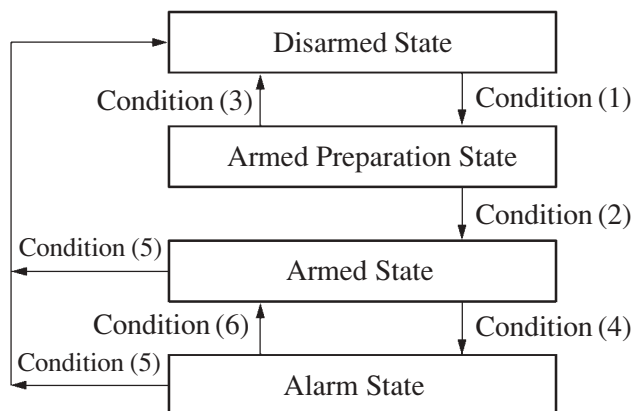 Disarmed State
Condition (3)
Condition (1)
Armed Preparation State
Condition (2)
Condition (5)
Armed State
Condition (6)
Condition (4)
Condition (5)
Alarm State